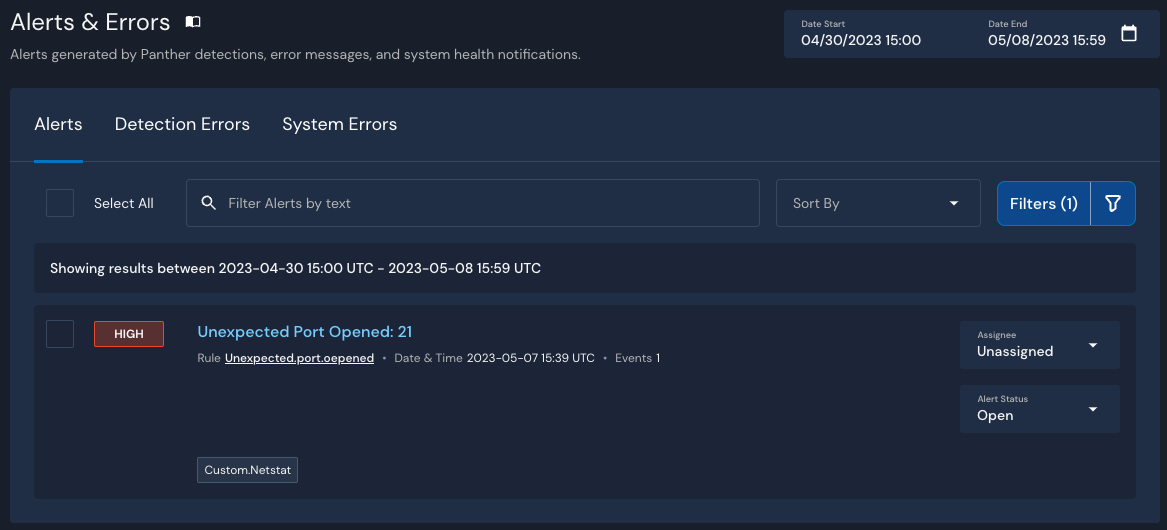 Alerts & Errors
Alerts generated by Panther detections, error messages, and system health notifications.
Date Start
04/30/2023 15:00
Date End
05/08/2023 15:59
Alerts
Detection Errors
System Errors
Select All
Filter Alerts by text
Sort By
Filters (1)
Showing results between 2023-04-30 15:00 UTC - 2023-05-08 15:59 UTC
HIGH
Unexpected Port Opened: 21
Rule Unexpected.port.oepened • Date & Time 2023-05-07 15:39 UTC • Events 1
Assignee
Unassigned
Alert Status
Open
Custom.Netstat